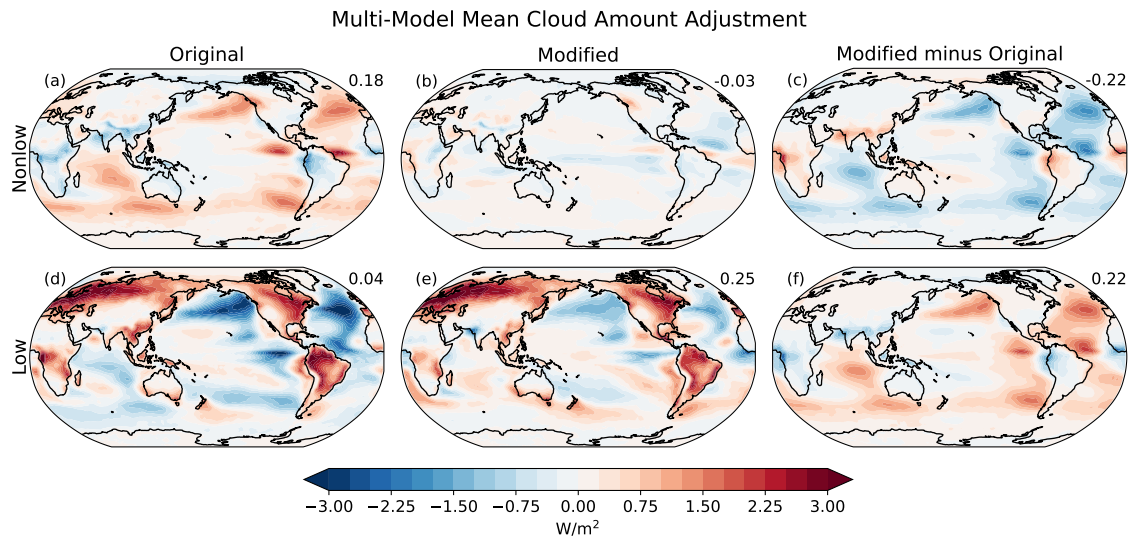 Multi-Model Mean Cloud Amount Adjustment
Original
Modified
Modified minus Original
(a)
0.18
(b)
-0.03
(c)
-0.22
Nonlow
(d)
0.04
(e)
0.25
(f)
0.22
Low
−3.00 −2.25 −1.50 −0.75 0.00 0.75 1.50 2.25 3.00
W/m²